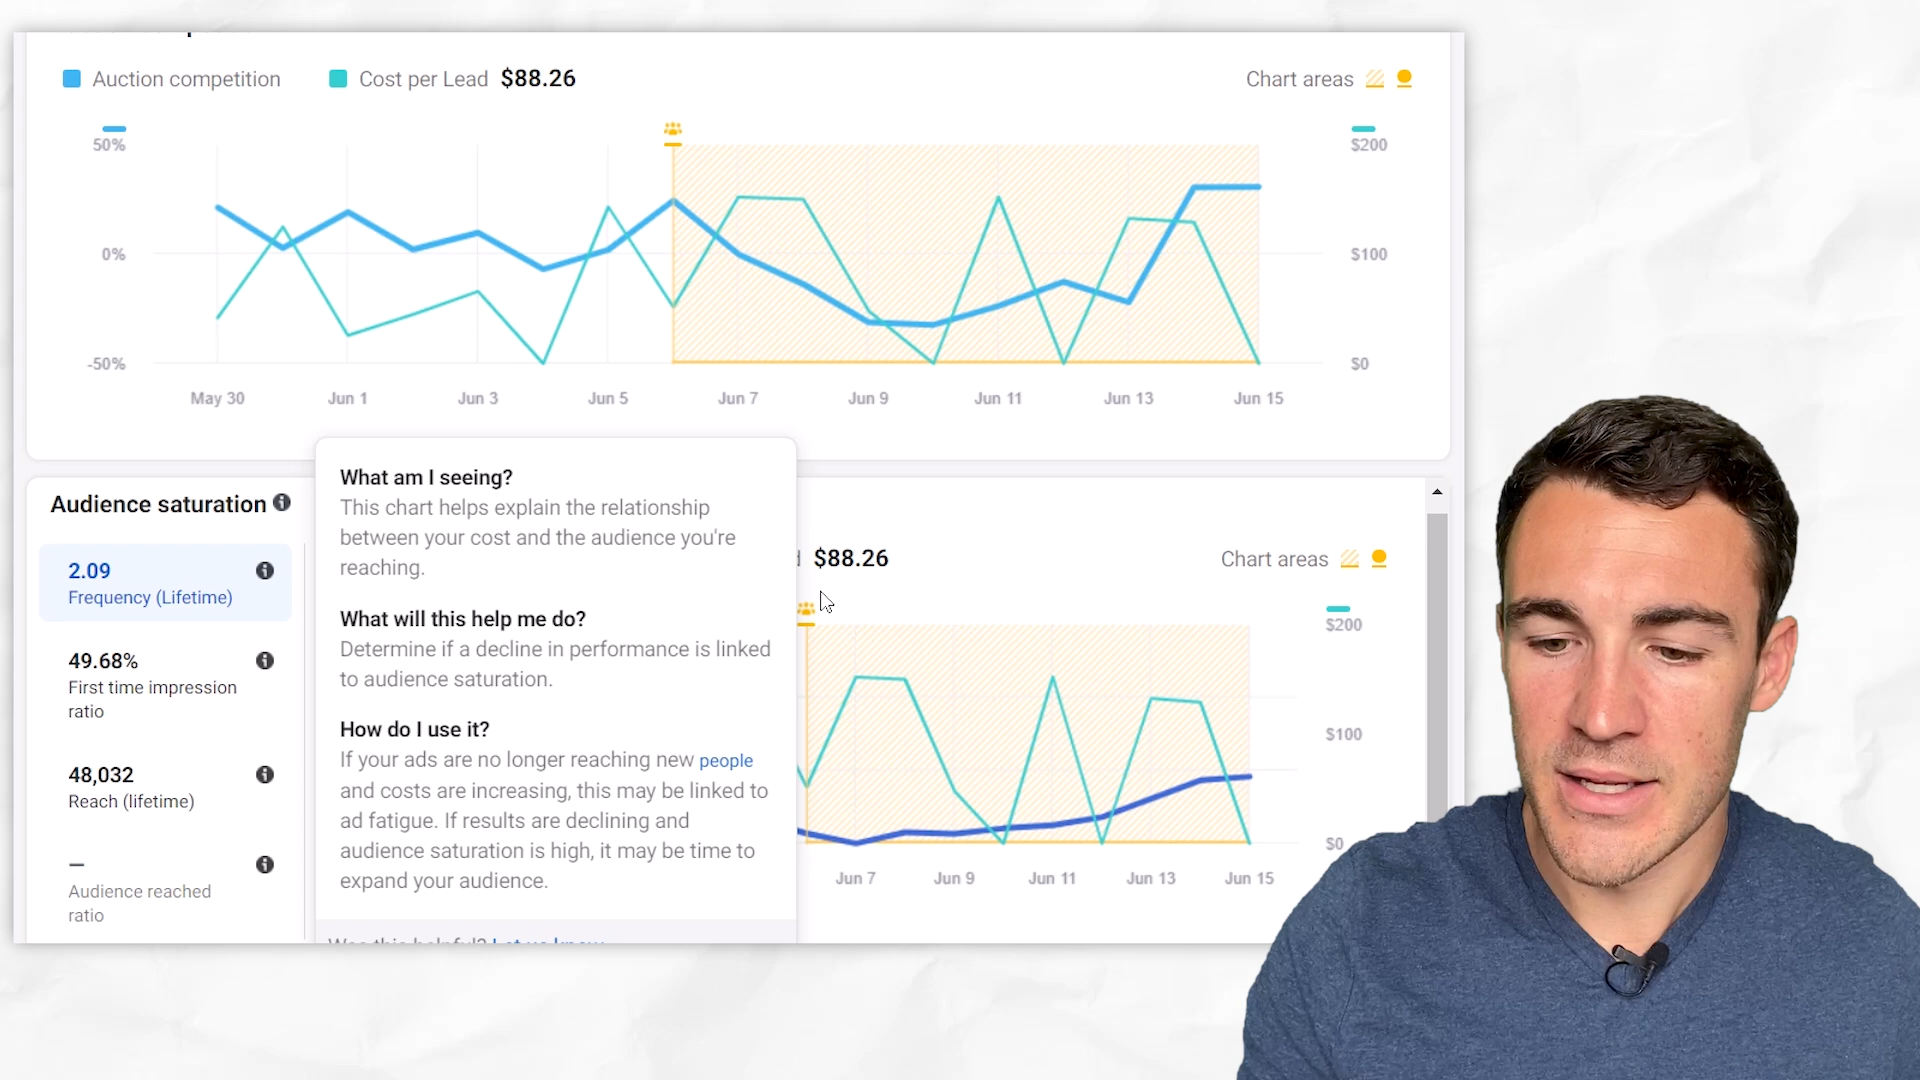 Auction competition
Cost per Lead $88.26
Chart areas
50%
$200
0%
$100
-50%
$0
May 30
Jun 1
Jun 3
Jun 5
Jun 7
Jun 9
Jun 11
Jun 13
Jun 15
Audience saturation
2.09
Frequency (Lifetime)
49.68%
First time impression
ratio
48,032
Reach (lifetime)
—
Audience reached
ratio
What am I seeing?
This chart helps explain the relationship
between your cost and the audience you're
reaching.
What will this help me do?
Determine if a decline in performance is linked
to audience saturation.
How do I use it?
If your ads are no longer reaching new people
and costs are increasing, this may be linked to
ad fatigue. If results are declining and
audience saturation is high, it may be time to
expand your audience.
Was this helpful? Let us know
$88.26
Chart areas
$200
$100
$0
Jun 7
Jun 9
Jun 11
Jun 13
Jun 15